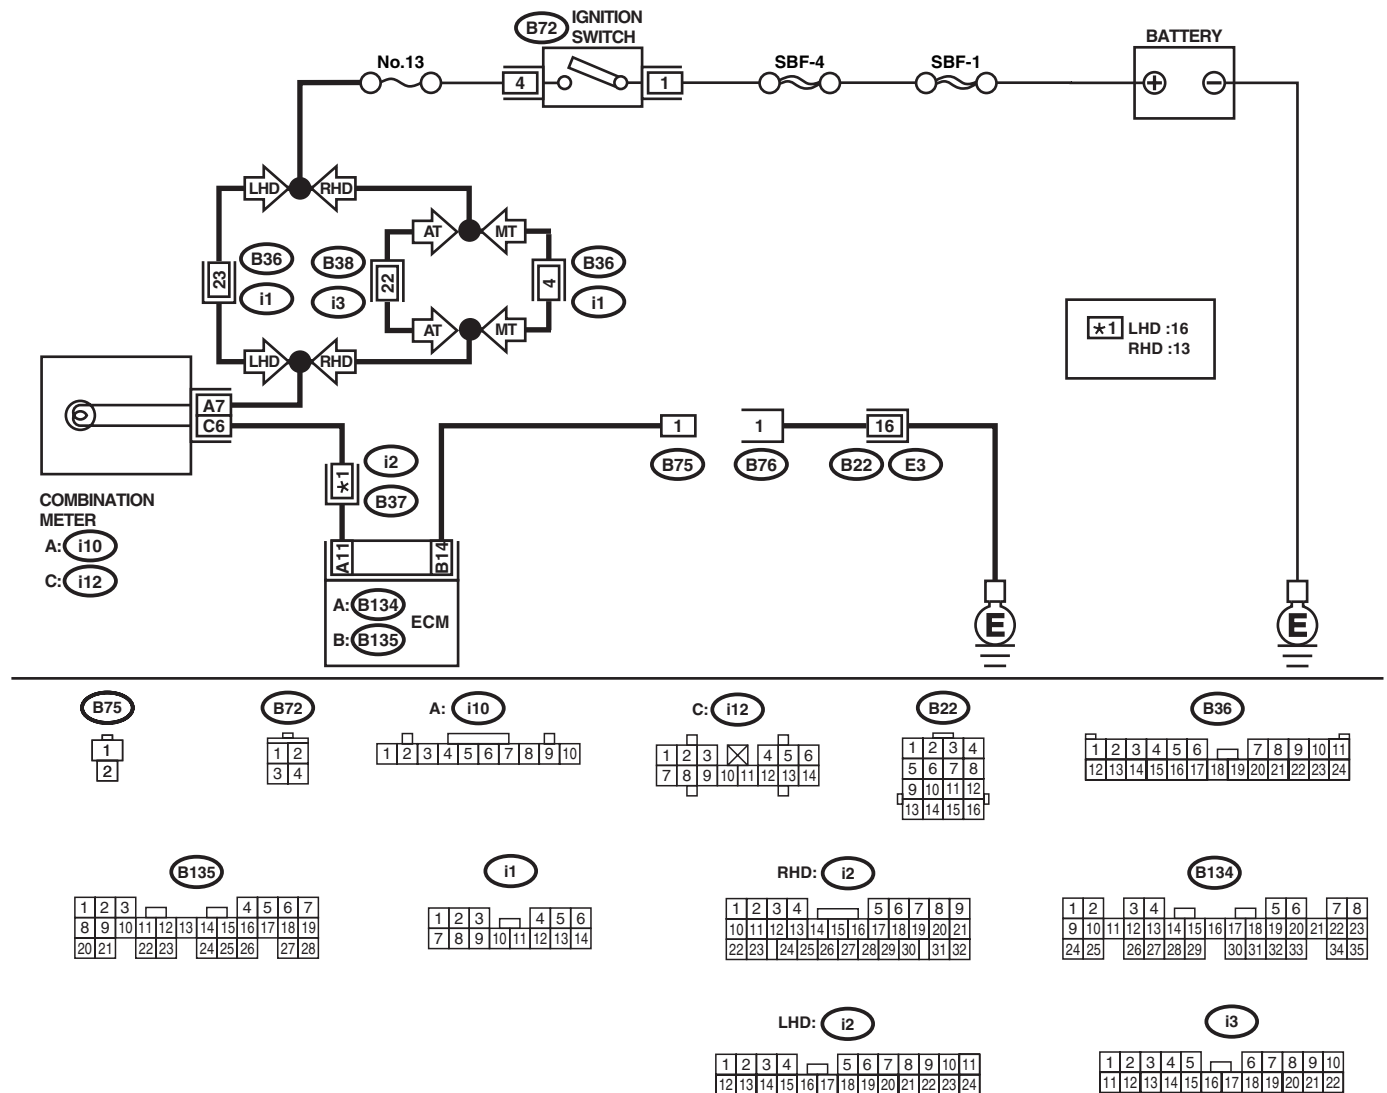 B72 IGNITION SWITCH
BATTERY
No.13
SBF-4
SBF-1
4
1
LHD RHD
AT MT
23
B36
i1
B38
i3
22
4
B36
i1
AT MT
LHD RHD
*1 LHD :16
RHD :13
A7
C6
COMBINATION METER
A: i10
C: i12
*1
i2
B37
1
B75
1
B76
16
B22
E3
A11
B14
A: B134
B: B135
ECM
E
E
B75
1
2
B72
1 2
3 4
A: i10
1 2 3 4 5 6 7 8 9 10
C: i12
1 2 3 4 5 6
7 8 9 10 11 12 13 14
B22
1 2 3 4
5 6 7 8
9 10 11 12
13 14 15 16
B36
1 2 3 4 5 6 7 8 9 10 11
12 13 14 15 16 17 18 19 20 21 22 23 24
B135
1 2 3 4 5 6 7
8 9 10 11 12 13 14 15 16 17 18 19
20 21 22 23 24 25 26 27 28
i1
1 2 3 4 5 6
7 8 9 10 11 12 13 14
RHD: i2
1 2 3 4 5 6 7 8 9
10 11 12 13 14 15 16 17 18 19 20 21
22 23 24 25 26 27 28 29 30 31 32
B134
1 2 3 4 5 6 7 8
9 10 11 12 13 14 15 16 17 18 19 20 21 22 23
24 25 26 27 28 29 30 31 32 33 34 35
LHD: i2
1 2 3 4 5 6 7 8 9 10 11
12 13 14 15 16 17 18 19 20 21 22 23 24
i3
1 2 3 4 5 6 7 8 9 10
11 12 13 14 15 16 17 18 19 20 21 22